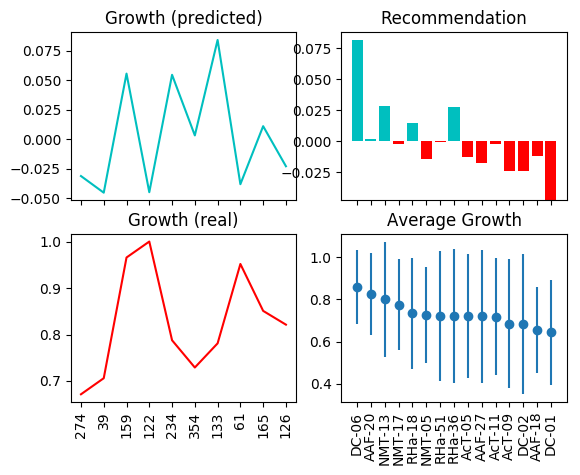 Growth (predicted)
0.075
0.050
0.025
0.000
−0.025
−0.050
Recommendation
0.075
0.050
0.025
0.000
−0.025
Growth (real)
1.0
0.9
0.8
0.7
274
39
159
122
234
354
133
61
165
126
Average Growth
1.0
0.8
0.6
0.4
DC-06
AAF-20
NMT-13
NMT-17
RHa-18
NMT-05
RHa-51
RHa-36
AcT-05
AAF-27
AcT-11
AcT-09
DC-02
AAF-18
DC-01